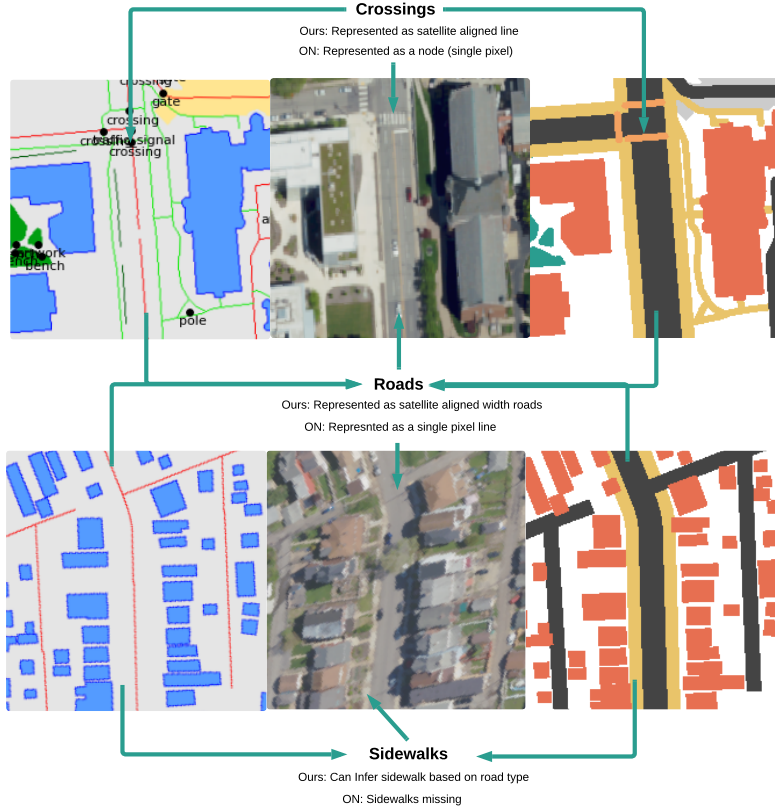 Crossings
Ours: Represented as satellite aligned line
ON: Represented as a node (single pixel)
crossing
gate
crossing
traffic_signal
crossing
bench
pole
Roads
Ours: Represented as satellite aligned width roads
ON: Represnted as a single pixel line
Sidewalks
Ours: Can Infer sidewalk based on road type
ON: Sidewalks missing